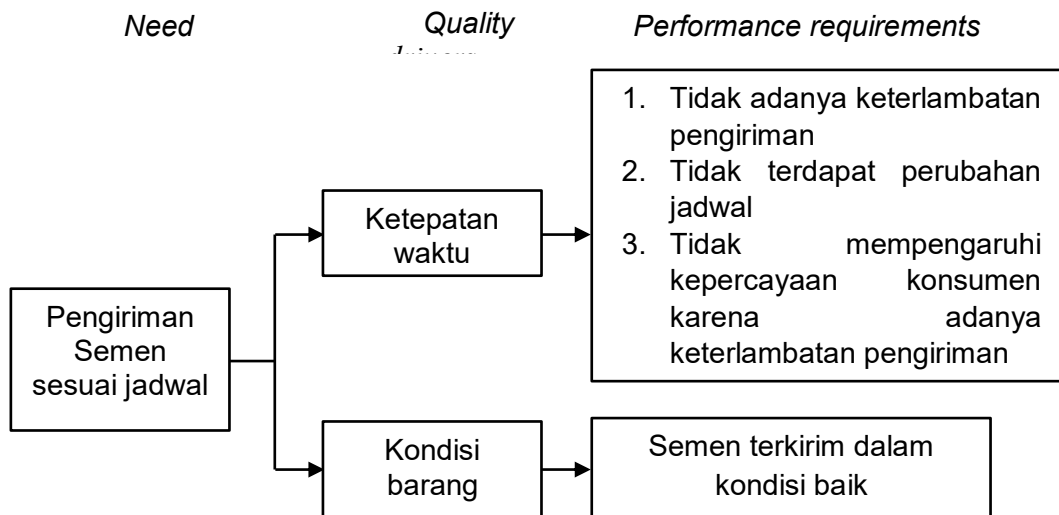 Need
Quality
Performance requirements
1. Tidak adanya keterlambatan
pengiriman
2. Tidak terdapat perubahan
jadwal
3. Tidak mempengaruhi
kepercayaan konsumen
karena adanya
keterlambatan pengiriman
Ketepatan
waktu
Pengiriman
Semen
sesuai jadwal
Kondisi
barang
Semen terkirim dalam
kondisi baik